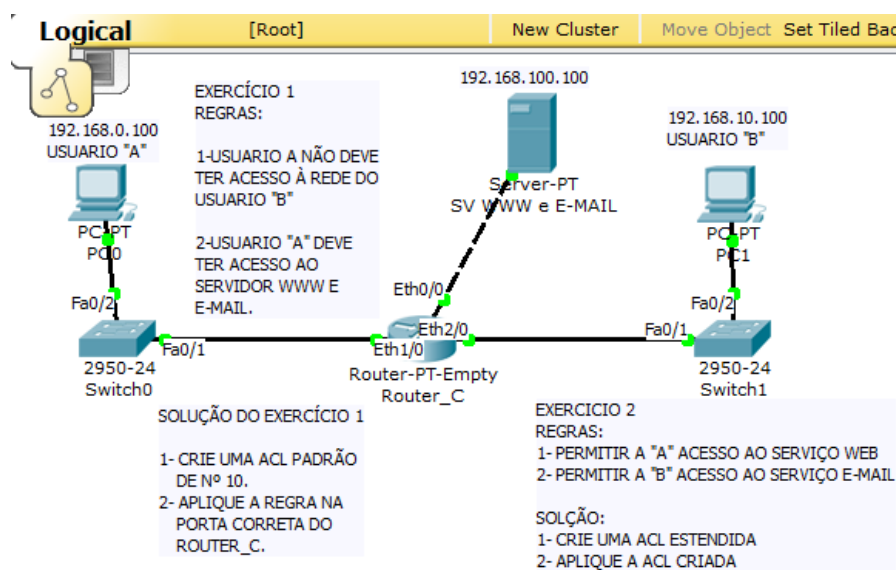 Logical
[Root]
New Cluster
Move Object
Set Tiled Bac
192.168.0.100
USUARIO "A"
PC-PT
PC0
Fa0/2
Fa0/1
2950-24
Switch0
EXERCÍCIO 1
REGRAS:
1-USUARIO A NÃO DEVE
TER ACESSO À REDE DO
USUARIO "B"
2-USUARIO "A" DEVE
TER ACESSO AO
SERVIDOR WWW E
E-MAIL.
192.168.100.100
Server-PT
SV WWW e E-MAIL
Eth0/0
Eth2/0
Eth1/0
Router-PT-Empty
Router_C
192.168.10.100
USUARIO "B"
PC-PT
PC1
Fa0/2
Fa0/1
2950-24
Switch1
SOLUÇÃO DO EXERCÍCIO 1
1- CRIE UMA ACL PADRÃO
DE Nº 10.
2- APLIQUE A REGRA NA
PORTA CORRETA DO
ROUTER_C.
EXERCICIO 2
REGRAS:
1- PERMITIR A "A" ACESSO AO SERVIÇO WEB
2- PERMITIR A "B" ACESSO AO SERVIÇO E-MAIL
SOLÇÃO:
1- CRIE UMA ACL ESTENDIDA
2- APLIQUE A ACL CRIADA